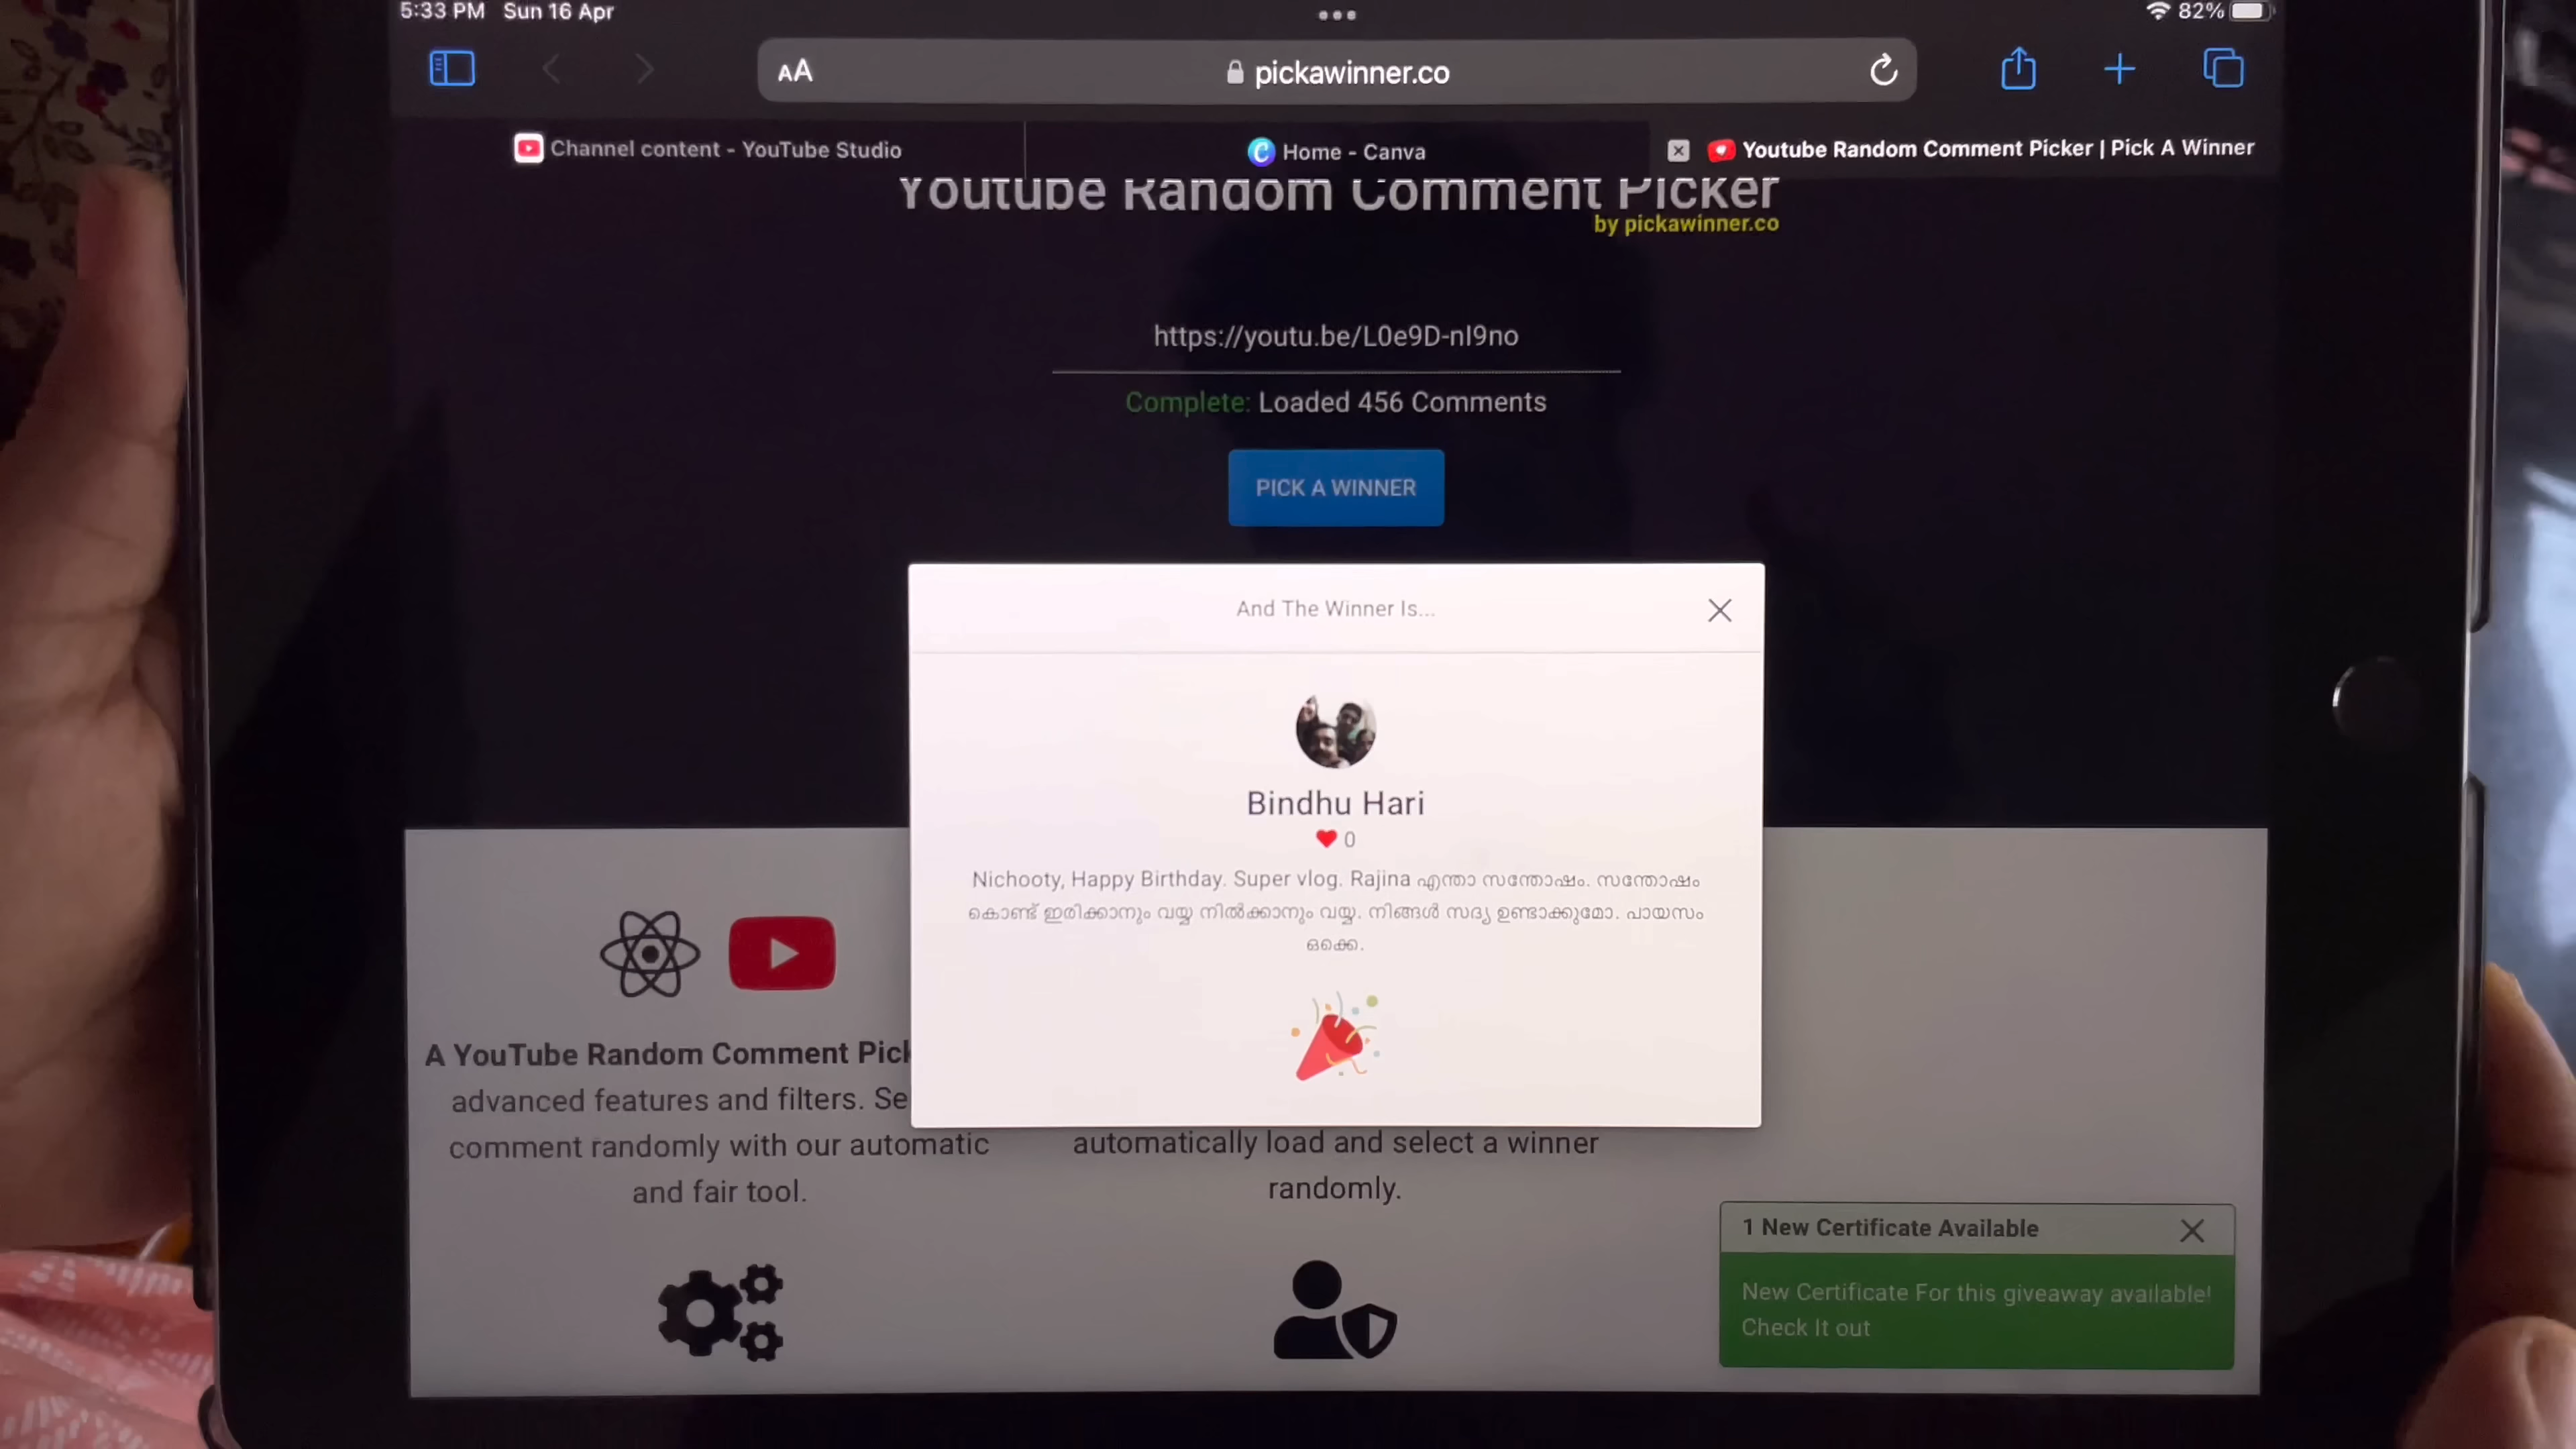 5:33 PM Sun 16 Apr
82%
AA
pickawinner.co
Channel content - YouTube Studio
Home - Canva
Youtube Random Comment Picker | Pick A Winner
Youtube Random Comment Picker
by pickawinner.co
https://youtu.be/L0e9D-nI9no
Complete: Loaded 456 Comments
PICK A WINNER
And The Winner Is...
Bindhu Hari
0
Nichooty, Happy Birthday. Super vlog. Rajina എന്താ സന്തോഷം. സന്തോഷം
കൊണ്ട് ഇരിക്കാനും വയ്യ നിൽക്കാനും വയ്യ. നിങ്ങൾ സദ്യ ഉണ്ടാക്കുമോ. പായസം
ഒക്കെ.
A YouTube Random Comment Pick
advanced features and filters. Se
comment randomly with our automatic
and fair tool.
automatically load and select a winner
randomly.
1 New Certificate Available
New Certificate For this giveaway available!
Check It out